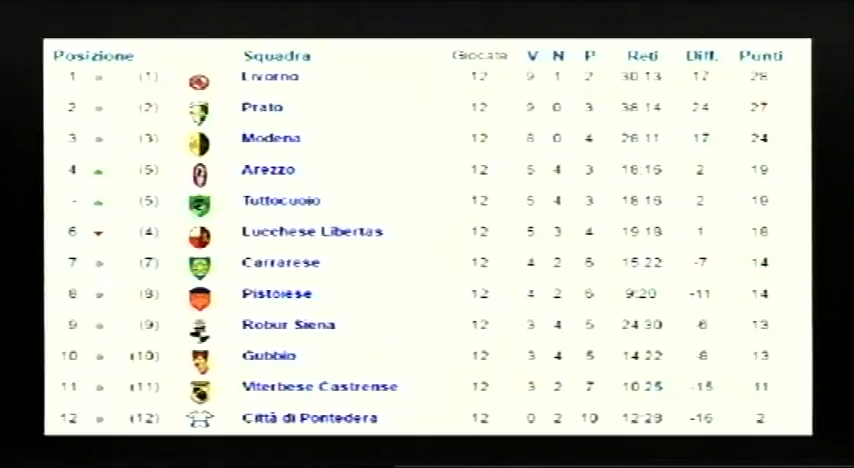 Posizione Squadra Giocate V N P Reti Diff. Punti
1 (1) Livorno 12 9 1 2 30:13 17 28
2 (2) Prato 12 9 0 3 38:14 24 27
3 (3) Modena 12 8 0 4 28:11 17 24
4 (5) Arezzo 12 5 4 3 18:16 2 19
- (5) Tuttocuoio 12 5 4 3 18:16 2 19
6 (4) Lucchese Libertas 12 5 3 4 19:18 1 18
7 (7) Carrarese 12 4 2 6 15:22 -7 14
8 (8) Pistoiese 12 4 2 6 9:20 -11 14
9 (9) Robur Siena 12 3 4 5 24:30 -6 13
10 (10) Gubbio 12 3 4 5 14:22 -8 13
11 (11) Viterbese Castrense 12 3 2 7 10:25 -15 11
12 (12) Città di Pontedera 12 0 2 10 12:28 -16 2